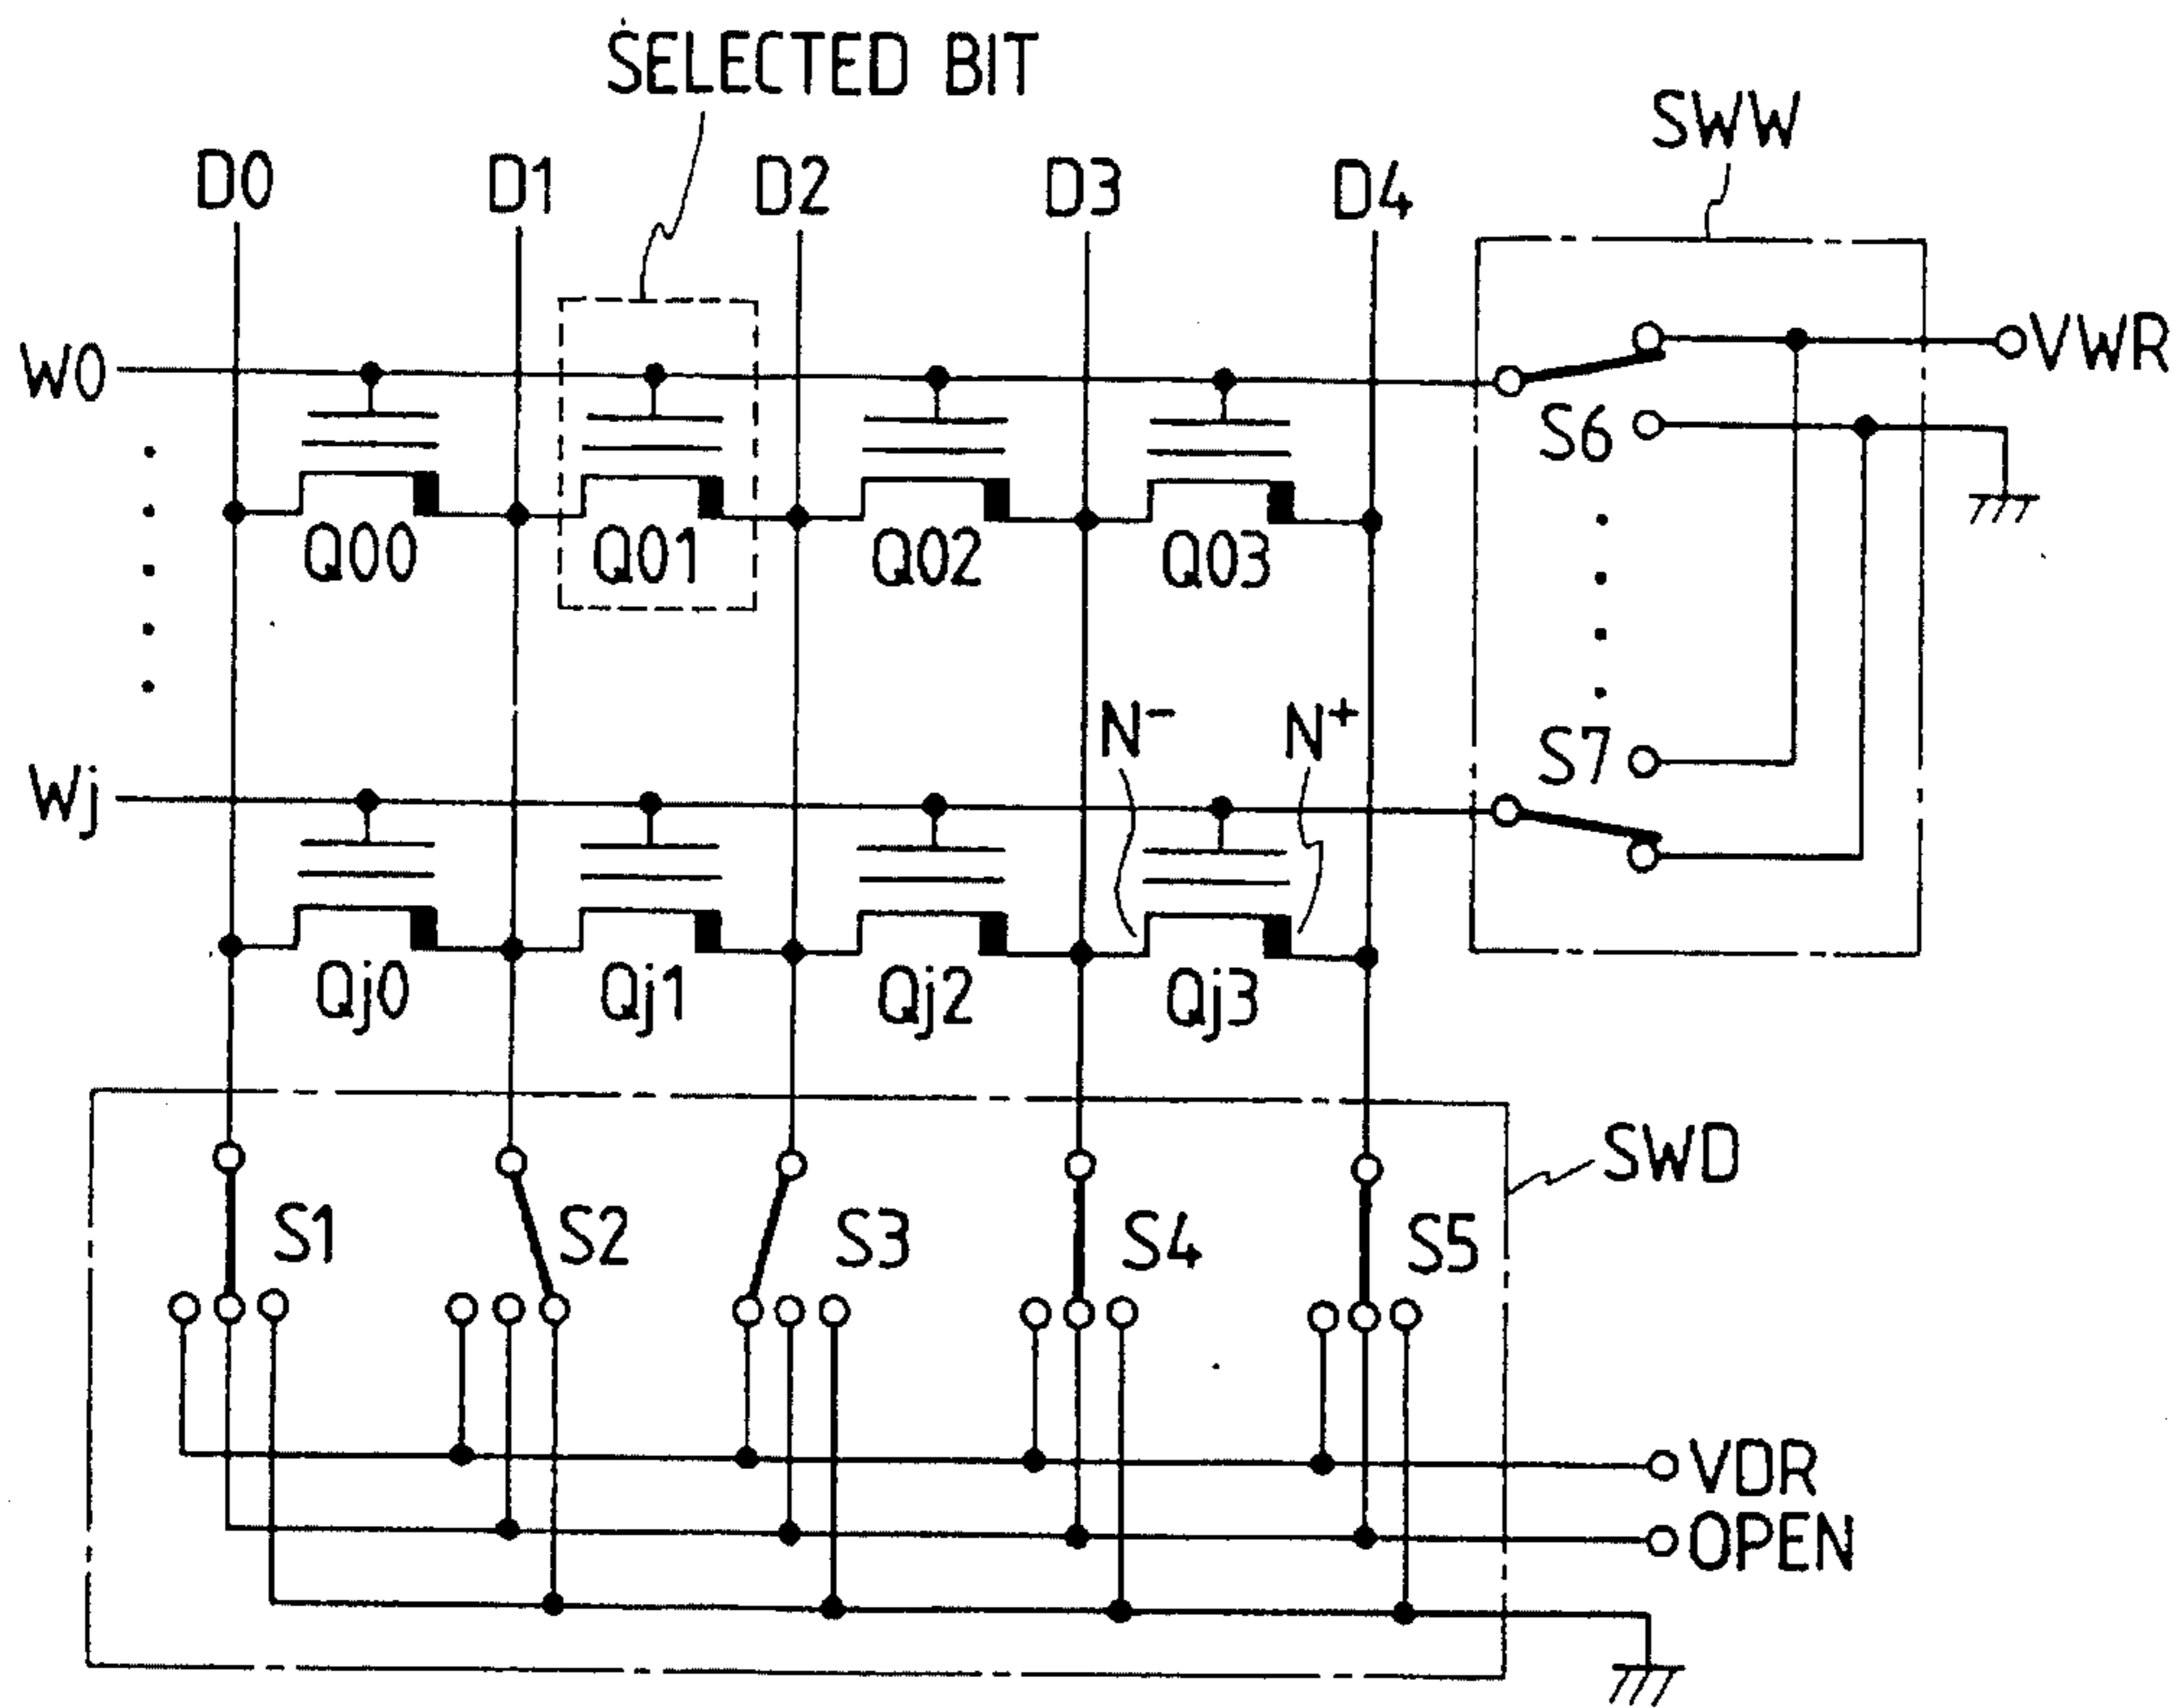 SELECTED BIT
SWW
D0 D1 D2 D3 D4
W0
VWR
S6
Q00 Q01 Q02 Q03
N⁻ N⁺
S7
Wj
Qj0 Qj1 Qj2 Qj3
SWD
S1 S2 S3 S4 S5
VDR
OPEN